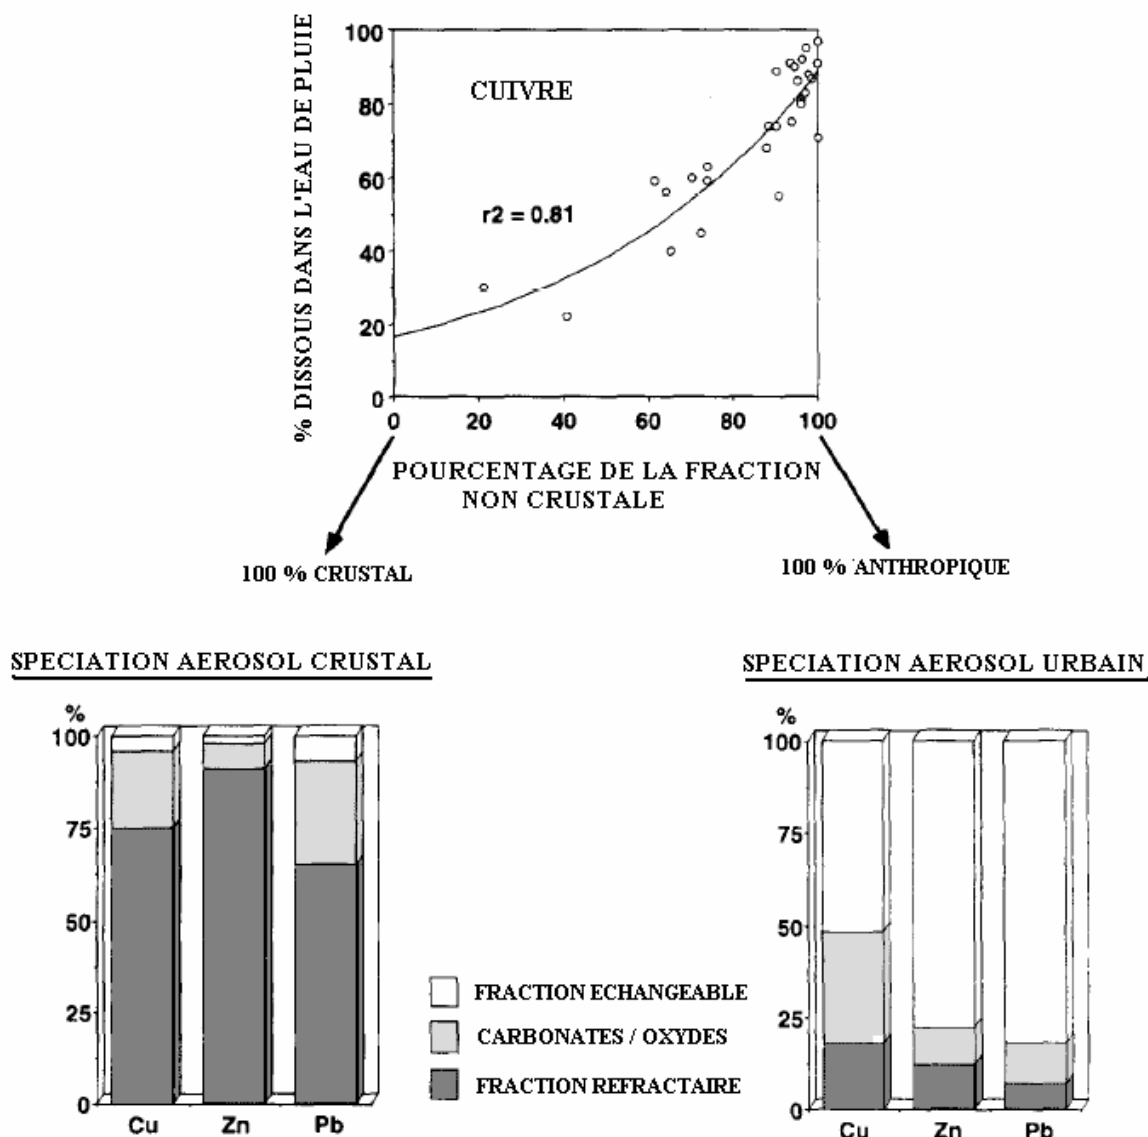 % DISSOUS DANS L'EAU DE PLUIE
100
80
60
40
20
0
CUIVRE
r2 = 0.81
0 20 40 60 80 100
POURCENTAGE DE LA FRACTION
NON CRUSTALE
100 % CRUSTAL
100 % ANTHROPIQUE
SPECIATION AEROSOL CRUSTAL
%
100
75
50
25
0
Cu Zn Pb
FRACTION ECHANGEABLE
CARBONATES / OXYDES
FRACTION REFRACTAIRE
SPECIATION AEROSOL URBAIN
%
100
75
50
25
0
Cu Zn Pb